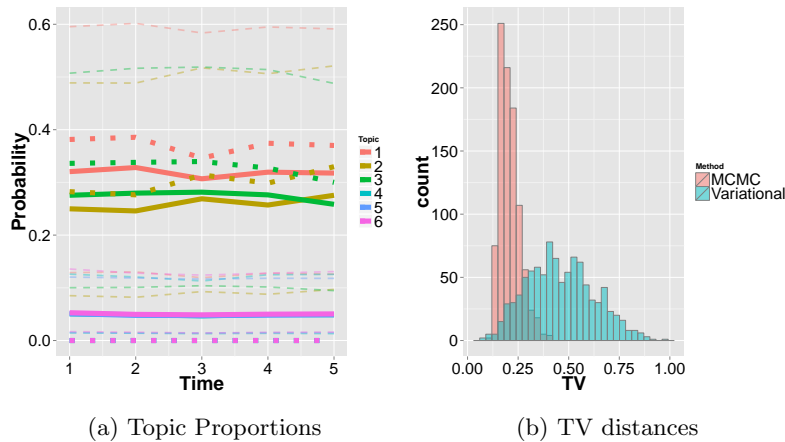 0.6
0.4
0.2
0.0
Probability
1 2 3 4 5
Time
Topic
1
2
3
4
5
6
(a) Topic Proportions
250
200
150
100
50
0
count
0.00 0.25 0.50 0.75 1.00
TV
Method
MCMC
Variational
(b) TV distances